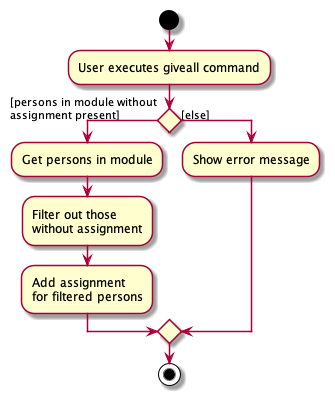 User executes giveall command
[persons in module without
assignment present]
[else]
Get persons in module
Show error message
Filter out those
without assignment
Add assignment
for filtered persons